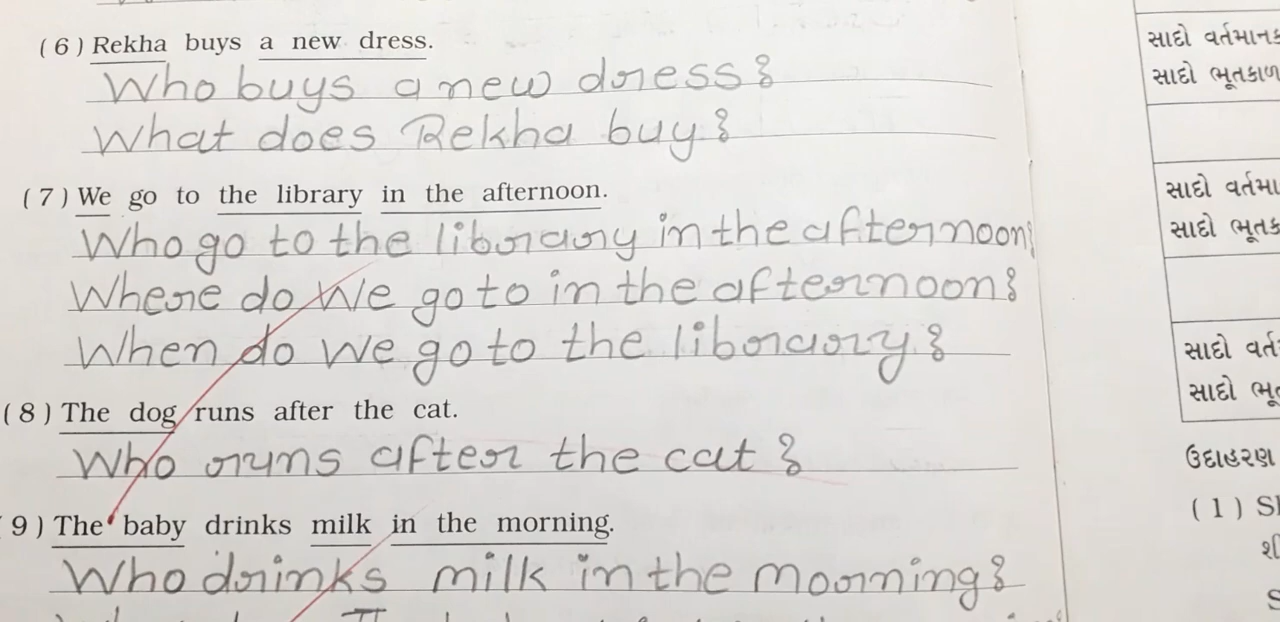 (6) Rekha buys a new dress.
Who buys a new dress?
What does Rekha buy?
(7) We go to the library in the afternoon.
Who go to the library in the afternoon?
Where do we go to in the afternoon?
When do we go to the library?
(8) The dog runs after the cat.
Who runs after the cat?
9) The baby drinks milk in the morning.
Who drinks milk in the morning?
સાદો વર્તમાનક
સાદો ભૂતકાળ
સાદો વર્તમા
સાદો ભૂતક
સાદો વર્ત
સાદો ભૂ
ઉદાહરણ
(1) Sl
શી
S